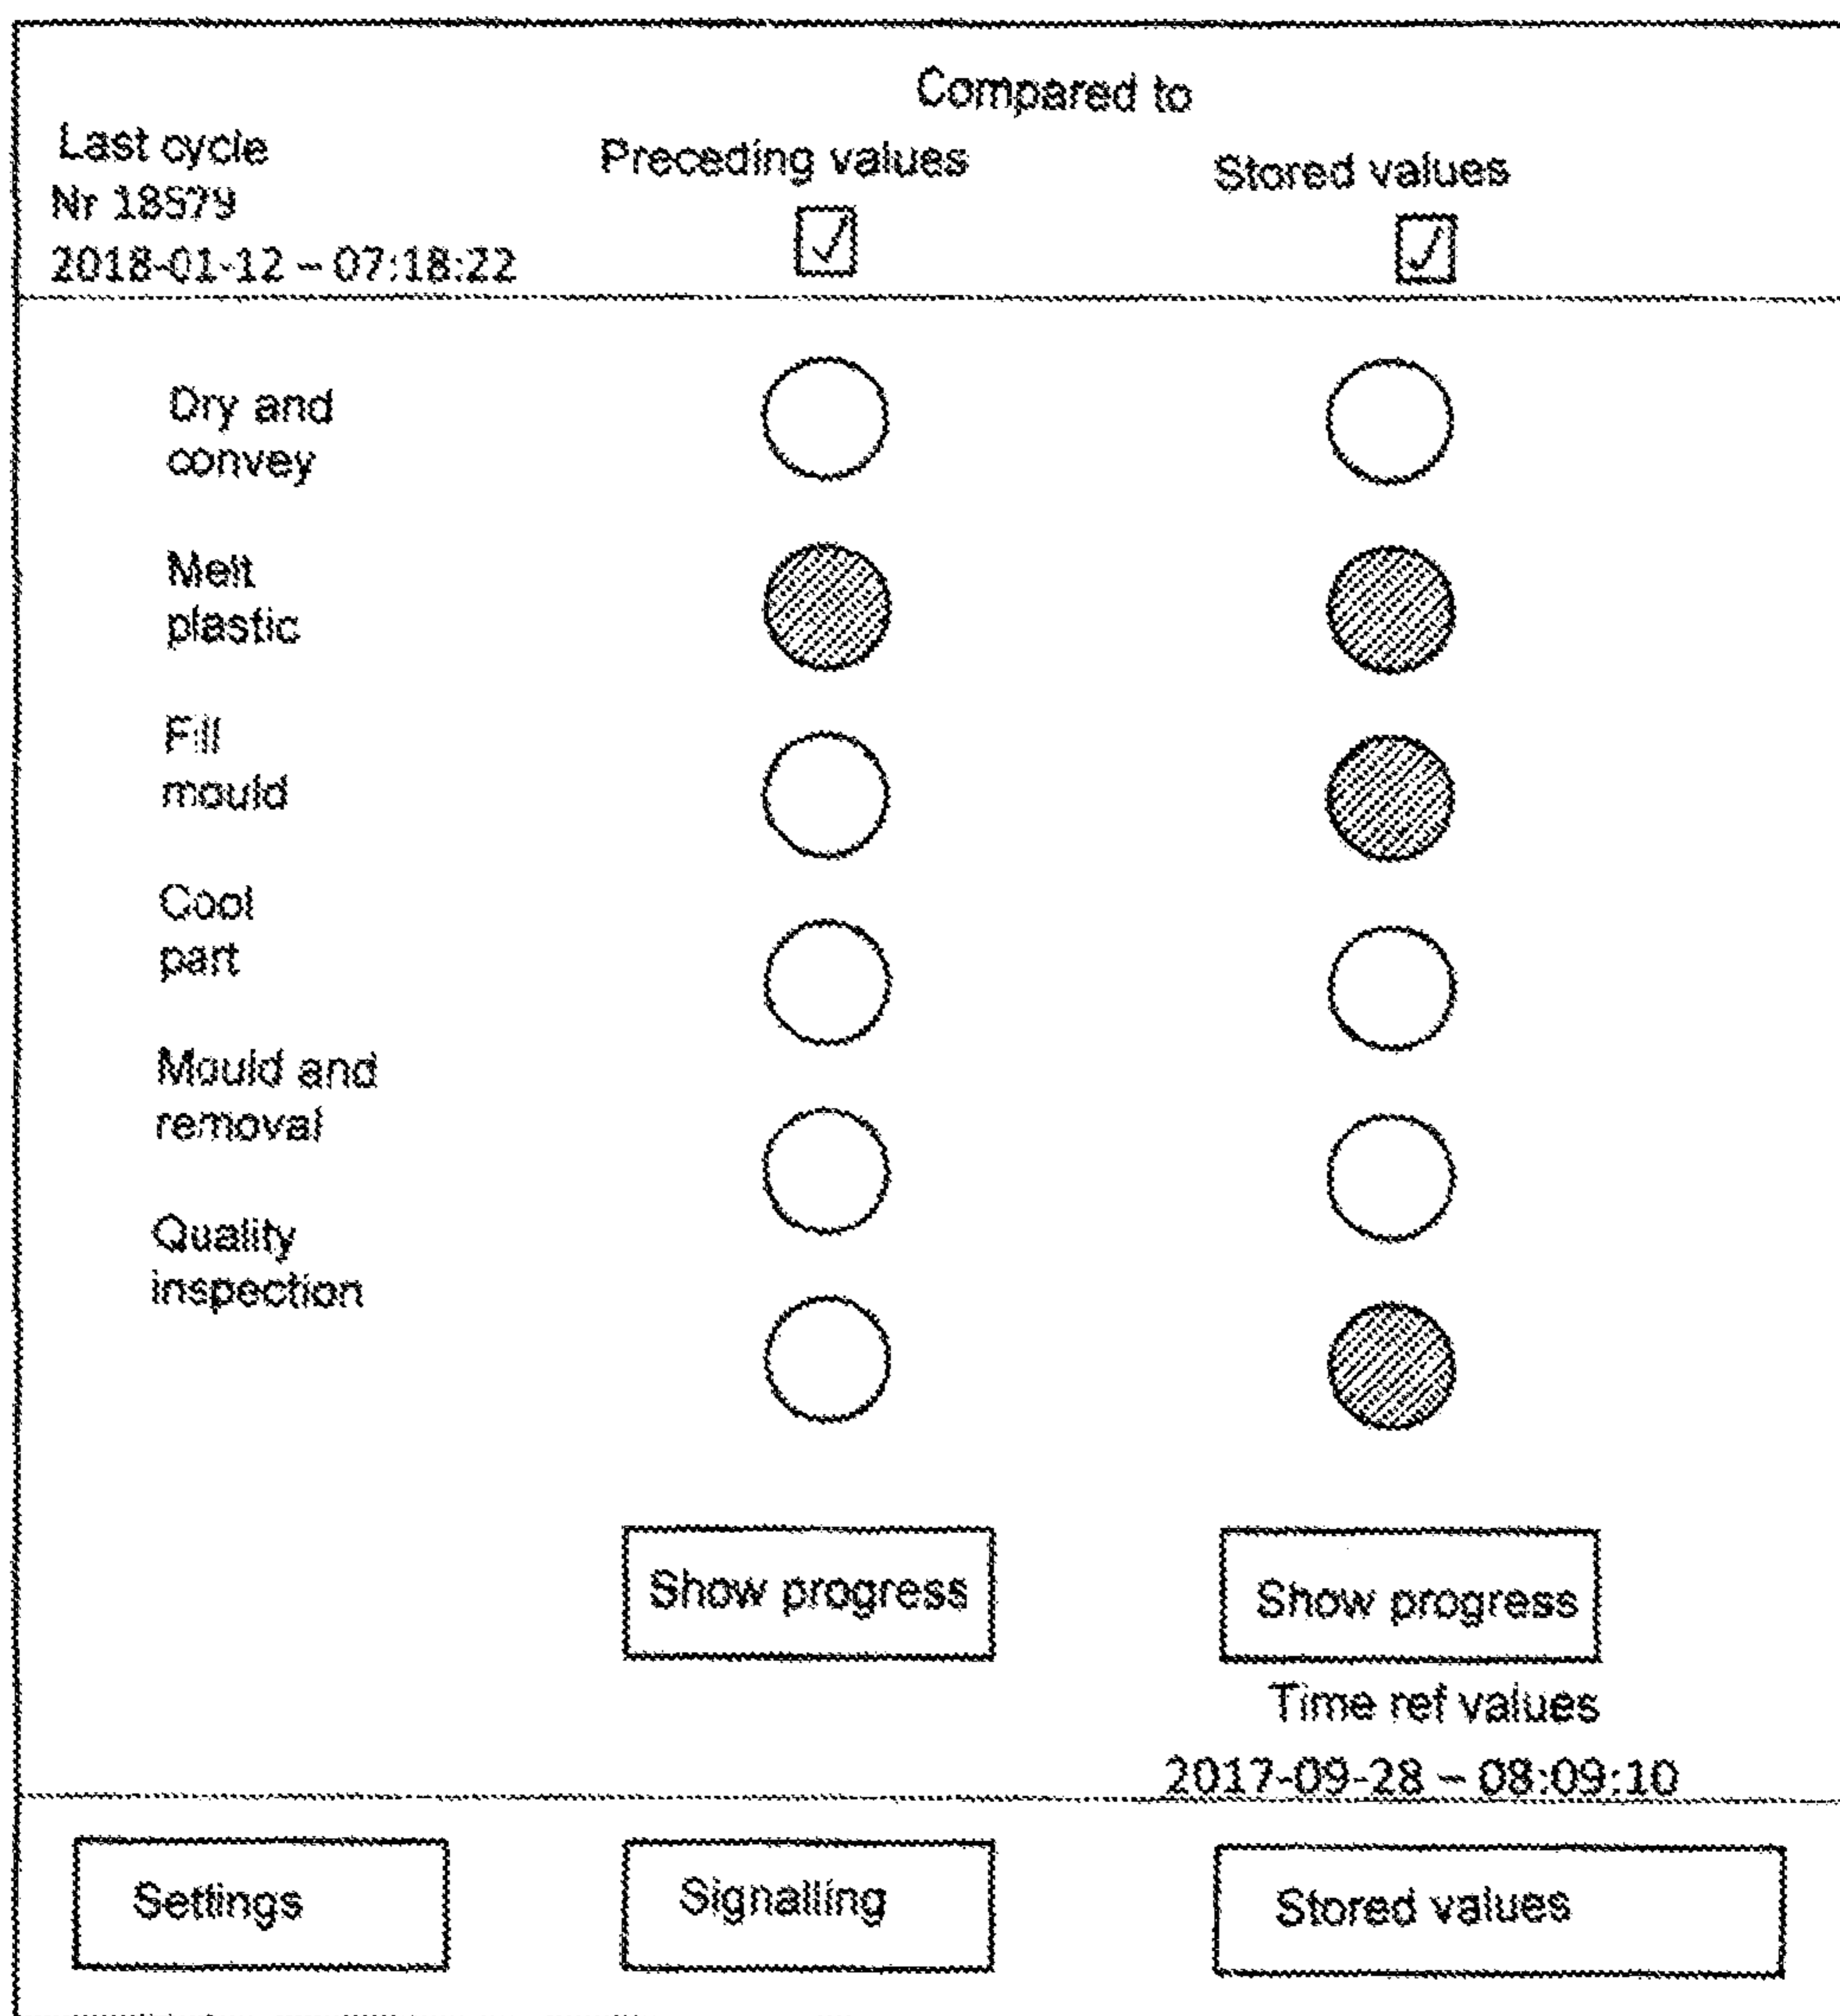 Compared to
Last cycle
Preceding values
Stored values
Nr 18579
2018-01-12 – 07:18:22
Dry and
convey
Melt
plastic
Fill
mould
Cool
part
Mould and
removal
Quality
inspection
Show progress
Show progress
Time ref values
2017-09-28 – 08:09:10
Settings
Signalling
Stored values